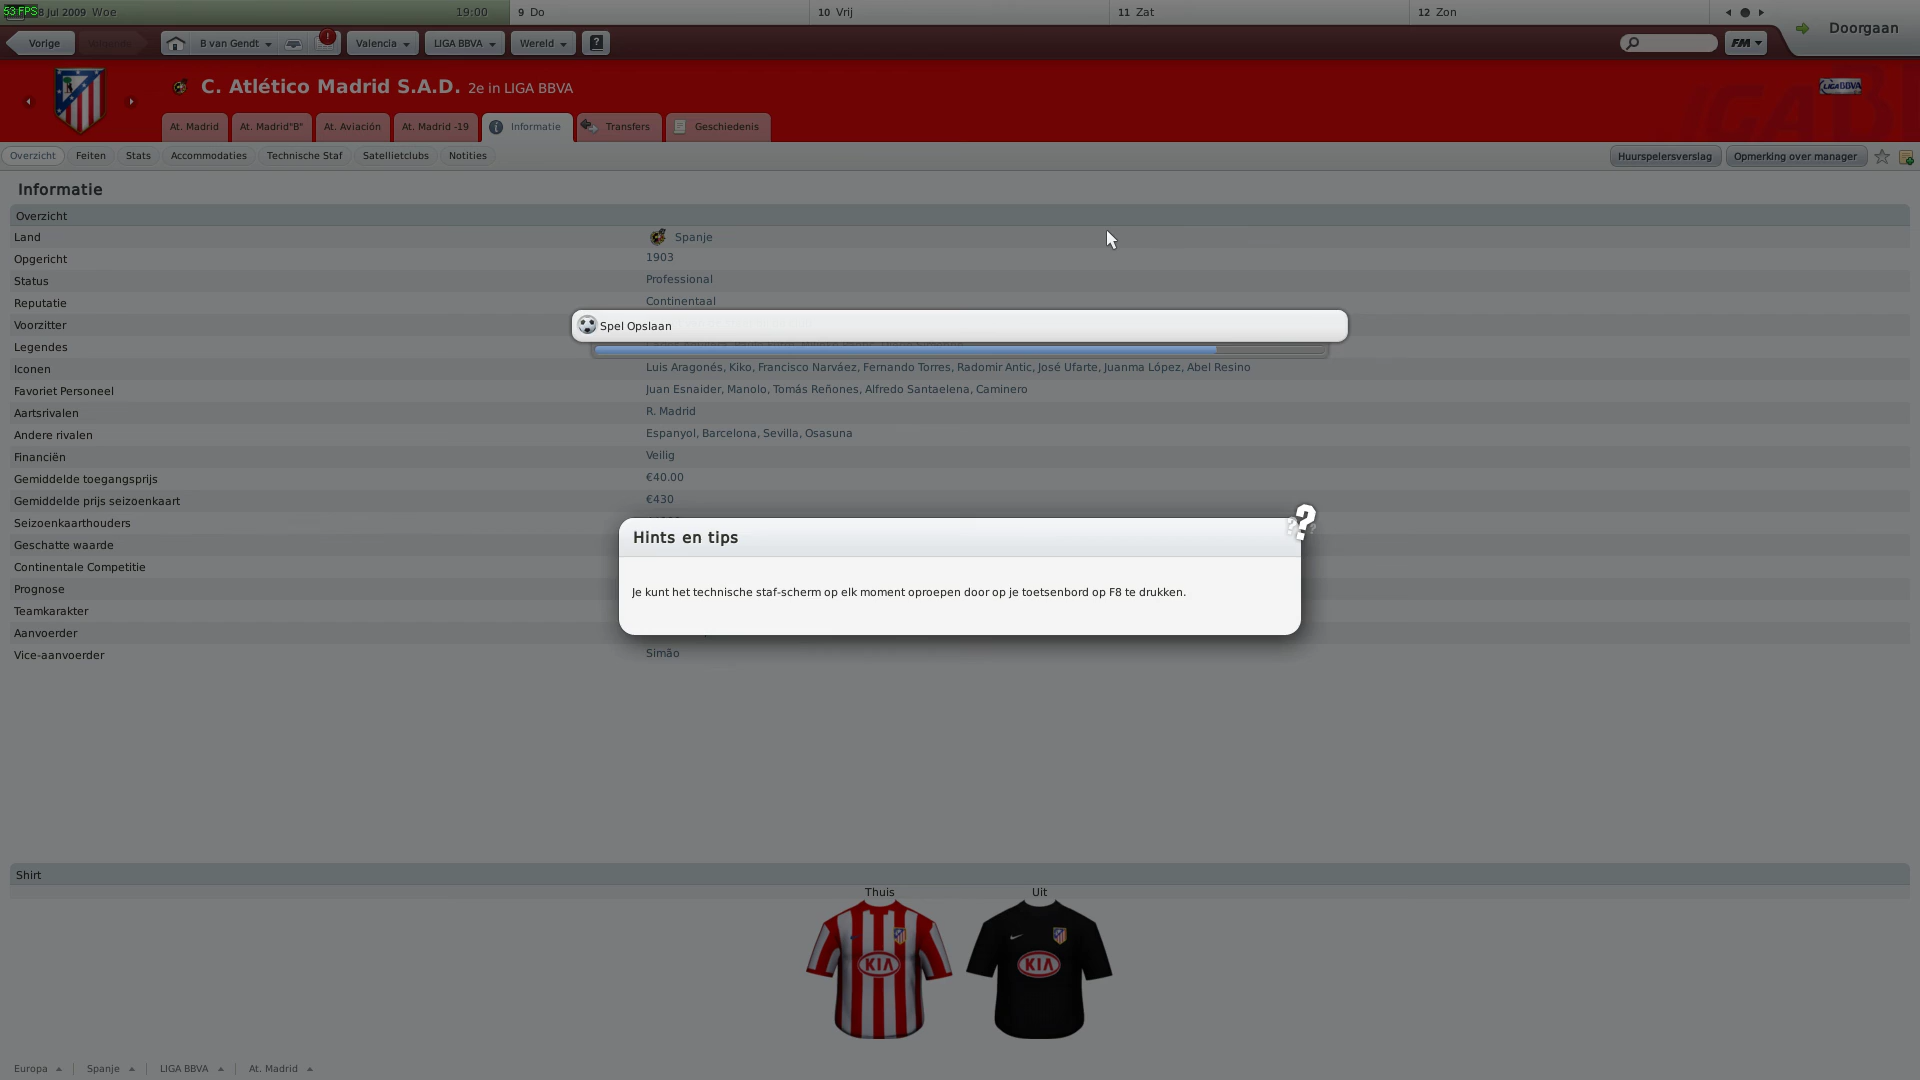 53 FPS
Jul 2009 Woe 19:00 9 Do 10 Vrij 11 Zat 12 Zon
Doorgaan
Vorige Volgende B van Gendt Valencia LIGA BBVA Wereld ? FM
C. Atlético Madrid S.A.D. 2e in LIGA BBVA
LIGA BBVA
At. Madrid At. Madrid"B" At. Aviación At. Madrid -19 Informatie Transfers Geschiedenis
Overzicht Feiten Stats Accommodaties Technische Staf Satellietclubs Notities Huurspelersverslag Opmerking over manager
Informatie
Overzicht
Land Spanje
Opgericht 1903
Status Professional
Reputatie Continentaal
Voorzitter
Spel Opslaan
Legendes
Iconen Luis Aragonés, Kiko, Francisco Narváez, Fernando Torres, Radomir Antic, José Ufarte, Juanma López, Abel Resino
Favoriet Personeel Juan Esnaider, Manolo, Tomás Reñones, Alfredo Santaelena, Caminero
Aartsrivalen R. Madrid
Andere rivalen Espanyol, Barcelona, Sevilla, Osasuna
Financiën Veilig
Gemiddelde toegangsprijs €40.00
Gemiddelde prijs seizoenkaart €430
Seizoenkaarthouders
Geschatte waarde
Continentale Competitie
Prognose
Teamkarakter
Aanvoerder
Vice-aanvoerder Simão
Hints en tips
Je kunt het technische staf-scherm op elk moment oproepen door op je toetsenbord op F8 te drukken.
Shirt
Thuis Uit
KIA KIA
Europa Spanje LIGA BBVA At. Madrid